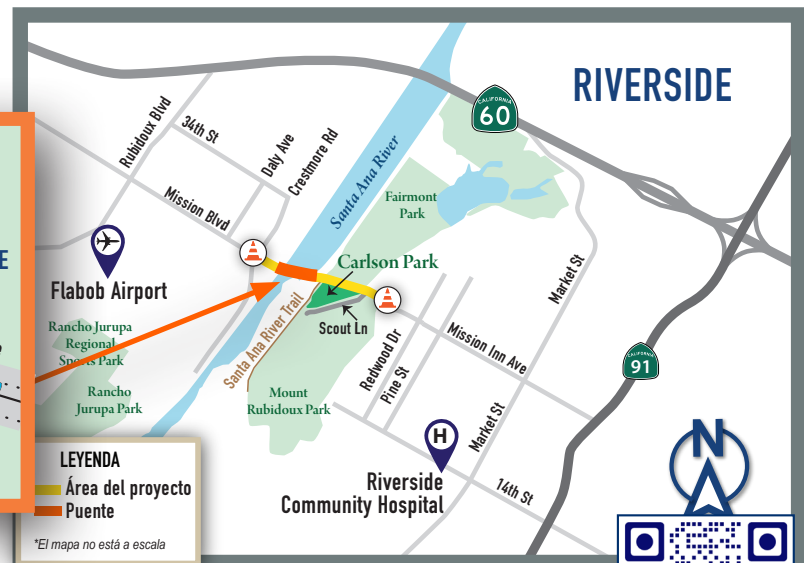 RIVERSIDE
CALIFORNIA
60
Rubidoux Blvd
34th St
Daly Ave
Crestmore Rd
Santa Ana River
Mission Blvd
Fairmont
Park
Market St
E
Flabob Airport
Carlson Park
Scout Ln
Santa Ana River Trail
Mission Inn Ave
Redwood Dr
Pine St
CALIFORNIA
91
Rancho Jurupa
Regional
Sports Park
Rancho
Jurupa Park
Mount
Rubidoux Park
Market St
H
Riverside
Community Hospital
14th St
N
LEYENDA
Área del proyecto
Puente
*El mapa no está a escala